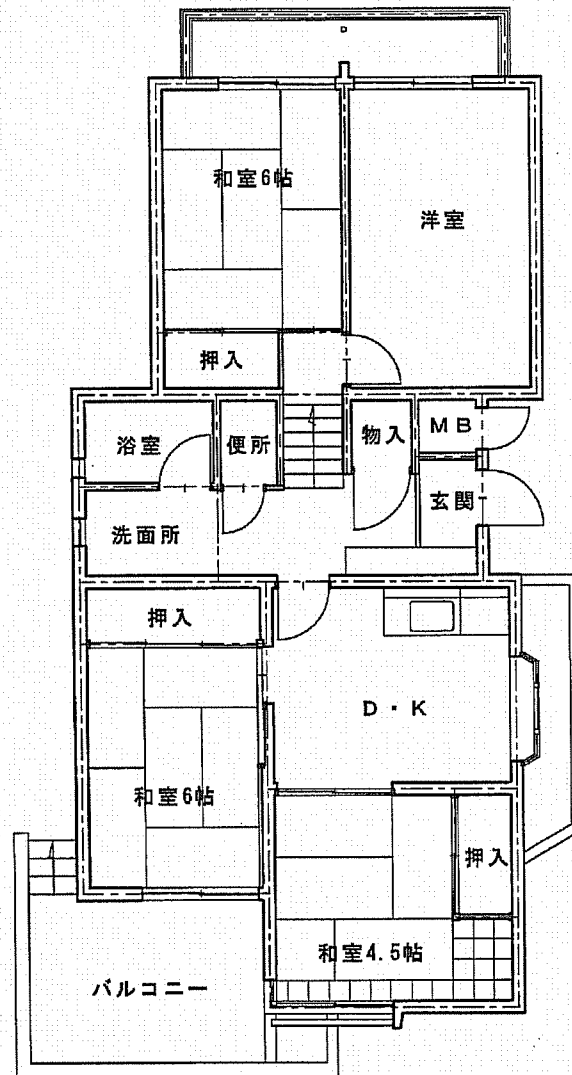 和室6帖
洋室
押入
浴室
便所
物入
MB
玄関
洗面所
押入
D・K
和室6帖
押入
和室4.5帖
バルコニー